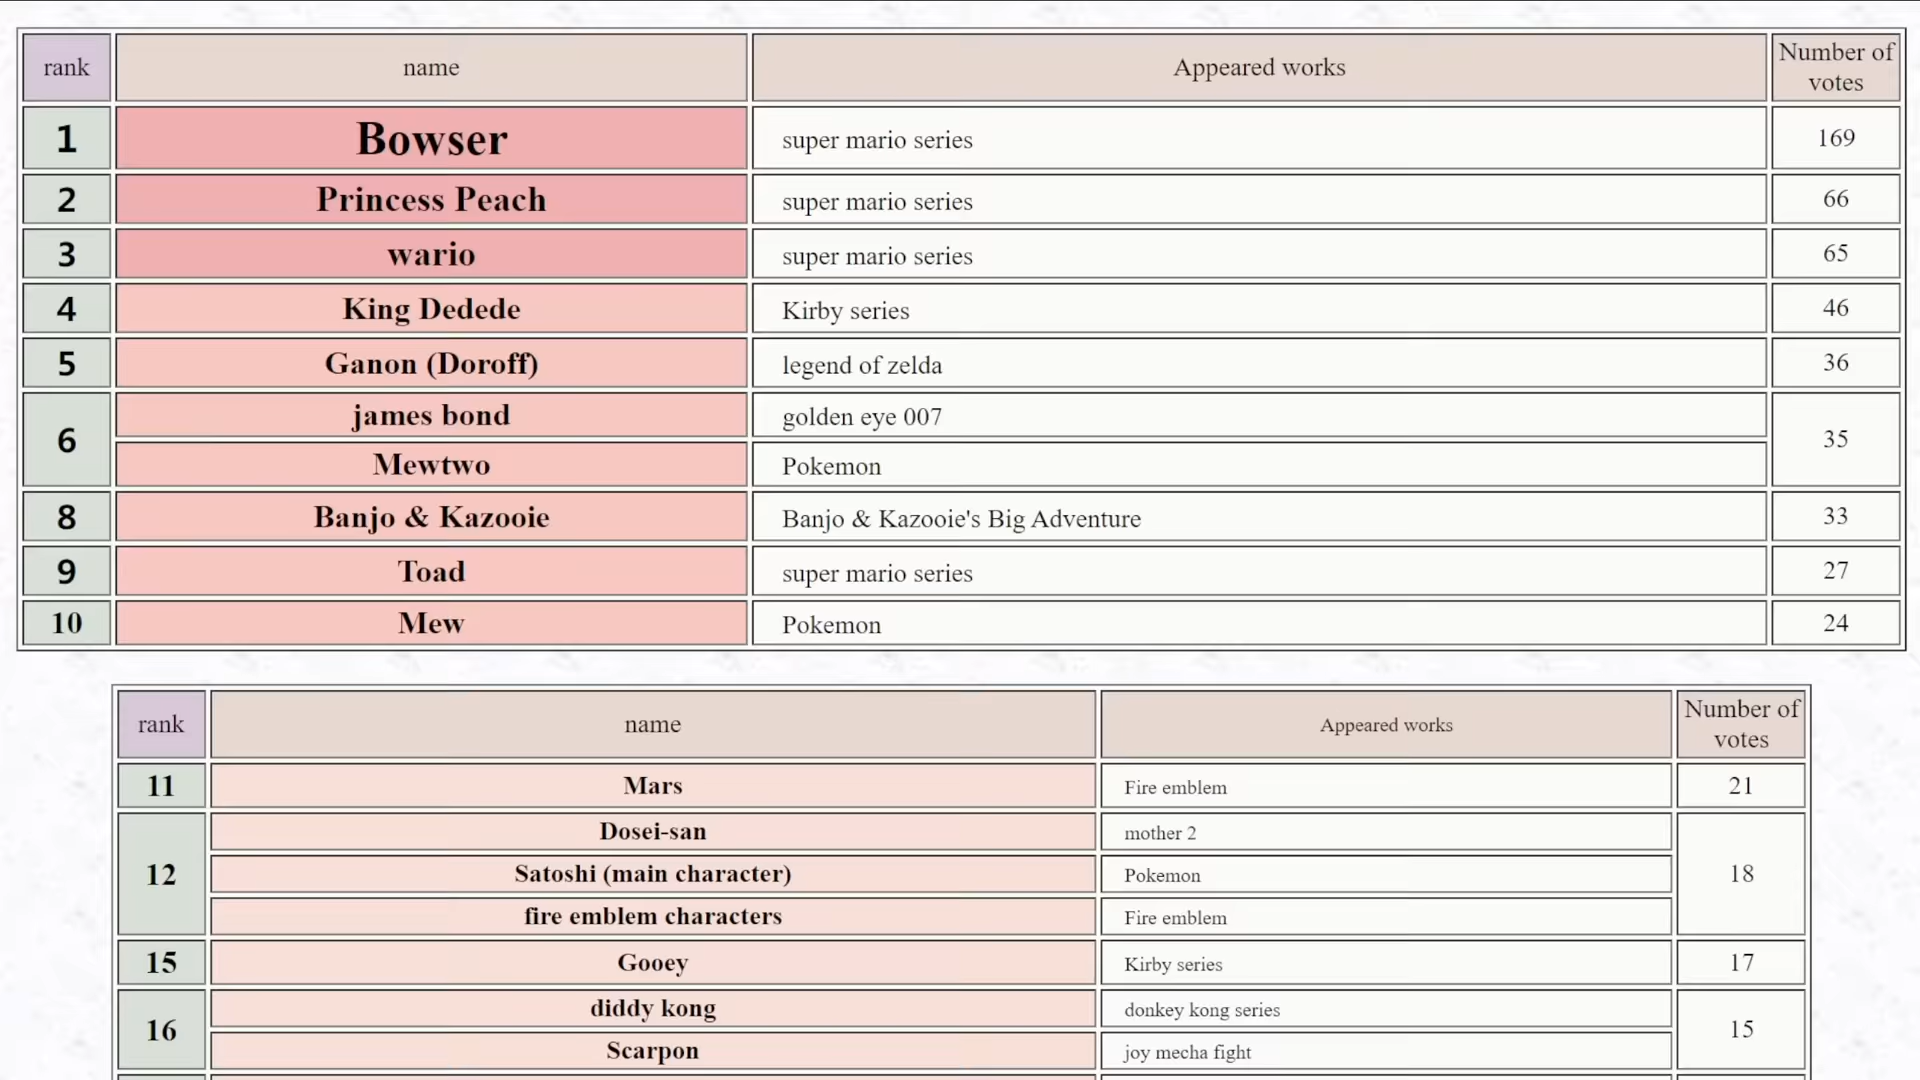 rank name Appeared works Number of votes
1 Bowser super mario series 169
2 Princess Peach super mario series 66
3 wario super mario series 65
4 King Dedede Kirby series 46
5 Ganon (Doroff) legend of zelda 36
6 james bond golden eye 007 35
Mewtwo Pokemon
8 Banjo & Kazooie Banjo & Kazooie's Big Adventure 33
9 Toad super mario series 27
10 Mew Pokemon 24
rank name Appeared works Number of votes
11 Mars Fire emblem 21
12 Dosei-san mother 2 18
Satoshi (main character) Pokemon
fire emblem characters Fire emblem
15 Gooey Kirby series 17
16 diddy kong donkey kong series 15
Scarpon joy mecha fight